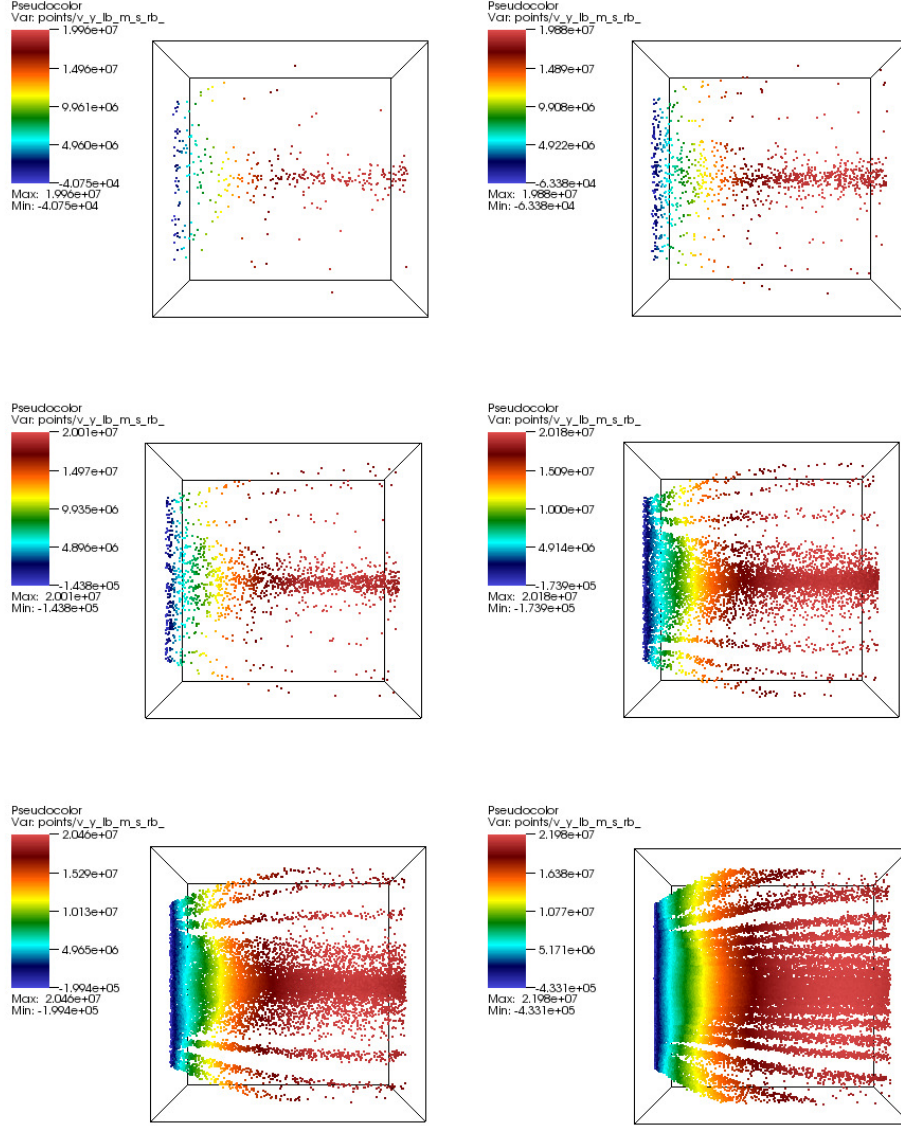 Pseudocolor
Var: points/v_y_lb_m_s_rb_
1.996e+07
1.496e+07
9.961e+06
4.960e+06
-4.075e+04
Max: 1.996e+07
Min: -4.075e+04
Pseudocolor
Var: points/v_y_lb_m_s_rb_
1.988e+07
1.489e+07
9.908e+06
4.922e+06
-6.338e+04
Max: 1.988e+07
Min: -6.338e+04
Pseudocolor
Var: points/v_y_lb_m_s_rb_
2.001e+07
1.497e+07
9.935e+06
4.896e+06
-1.438e+05
Max: 2.001e+07
Min: -1.438e+05
Pseudocolor
Var: points/v_y_lb_m_s_rb_
2.018e+07
1.509e+07
1.000e+07
4.914e+06
-1.739e+05
Max: 2.018e+07
Min: -1.739e+05
Pseudocolor
Var: points/v_y_lb_m_s_rb_
2.046e+07
1.529e+07
1.013e+07
4.965e+06
-1.994e+05
Max: 2.046e+07
Min: -1.994e+05
Pseudocolor
Var: points/v_y_lb_m_s_rb_
2.198e+07
1.638e+07
1.077e+07
5.171e+06
-4.331e+05
Max: 2.198e+07
Min: -4.331e+05